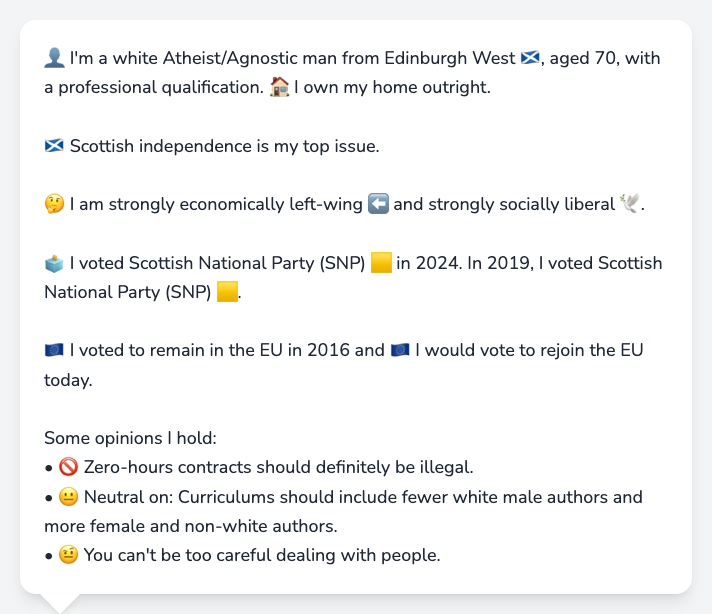 👤 I'm a white Atheist/Agnostic man from Edinburgh West 🏴󠁧󠁢󠁳󠁣󠁴󠁿, aged 70, with
a professional qualification. 🏠 I own my home outright.
🏴󠁧󠁢󠁳󠁣󠁴󠁿 Scottish independence is my top issue.
🤔 I am strongly economically left-wing ⬅️ and strongly socially liberal 🕊️.
🗳️ I voted Scottish National Party (SNP) 🟨 in 2024. In 2019, I voted Scottish
National Party (SNP) 🟨.
🇪🇺 I voted to remain in the EU in 2016 and 🇪🇺 I would vote to rejoin the EU
today.
Some opinions I hold:
• 🚫 Zero-hours contracts should definitely be illegal.
• 😐 Neutral on: Curriculums should include fewer white male authors and
more female and non-white authors.
• 🤨 You can't be too careful dealing with people.